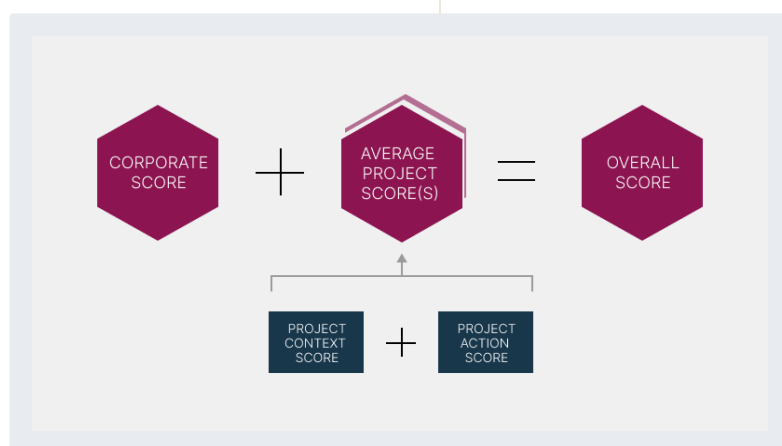 CORPORATE
SCORE
+
AVERAGE
PROJECT
SCORE(S)
=
OVERALL
SCORE
PROJECT
CONTEXT
SCORE
+
PROJECT
ACTION
SCORE